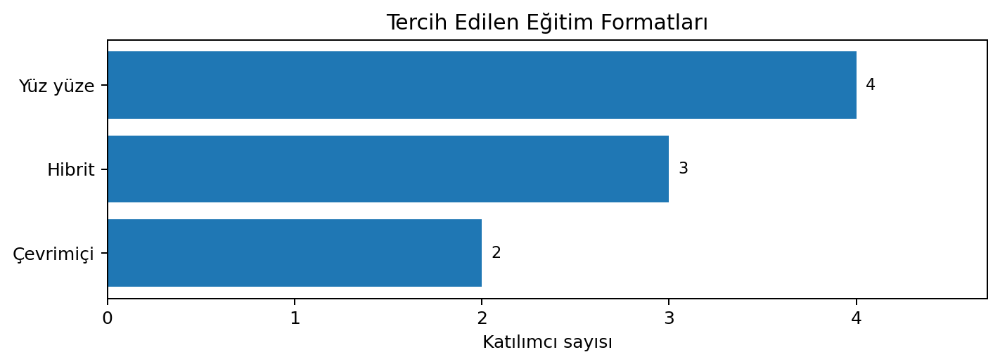 Tercih Edilen Eğitim Formatları
Yüz yüze
4
Hibrit
3
Çevrimiçi
2
0 1 2 3 4
Katılımcı sayısı